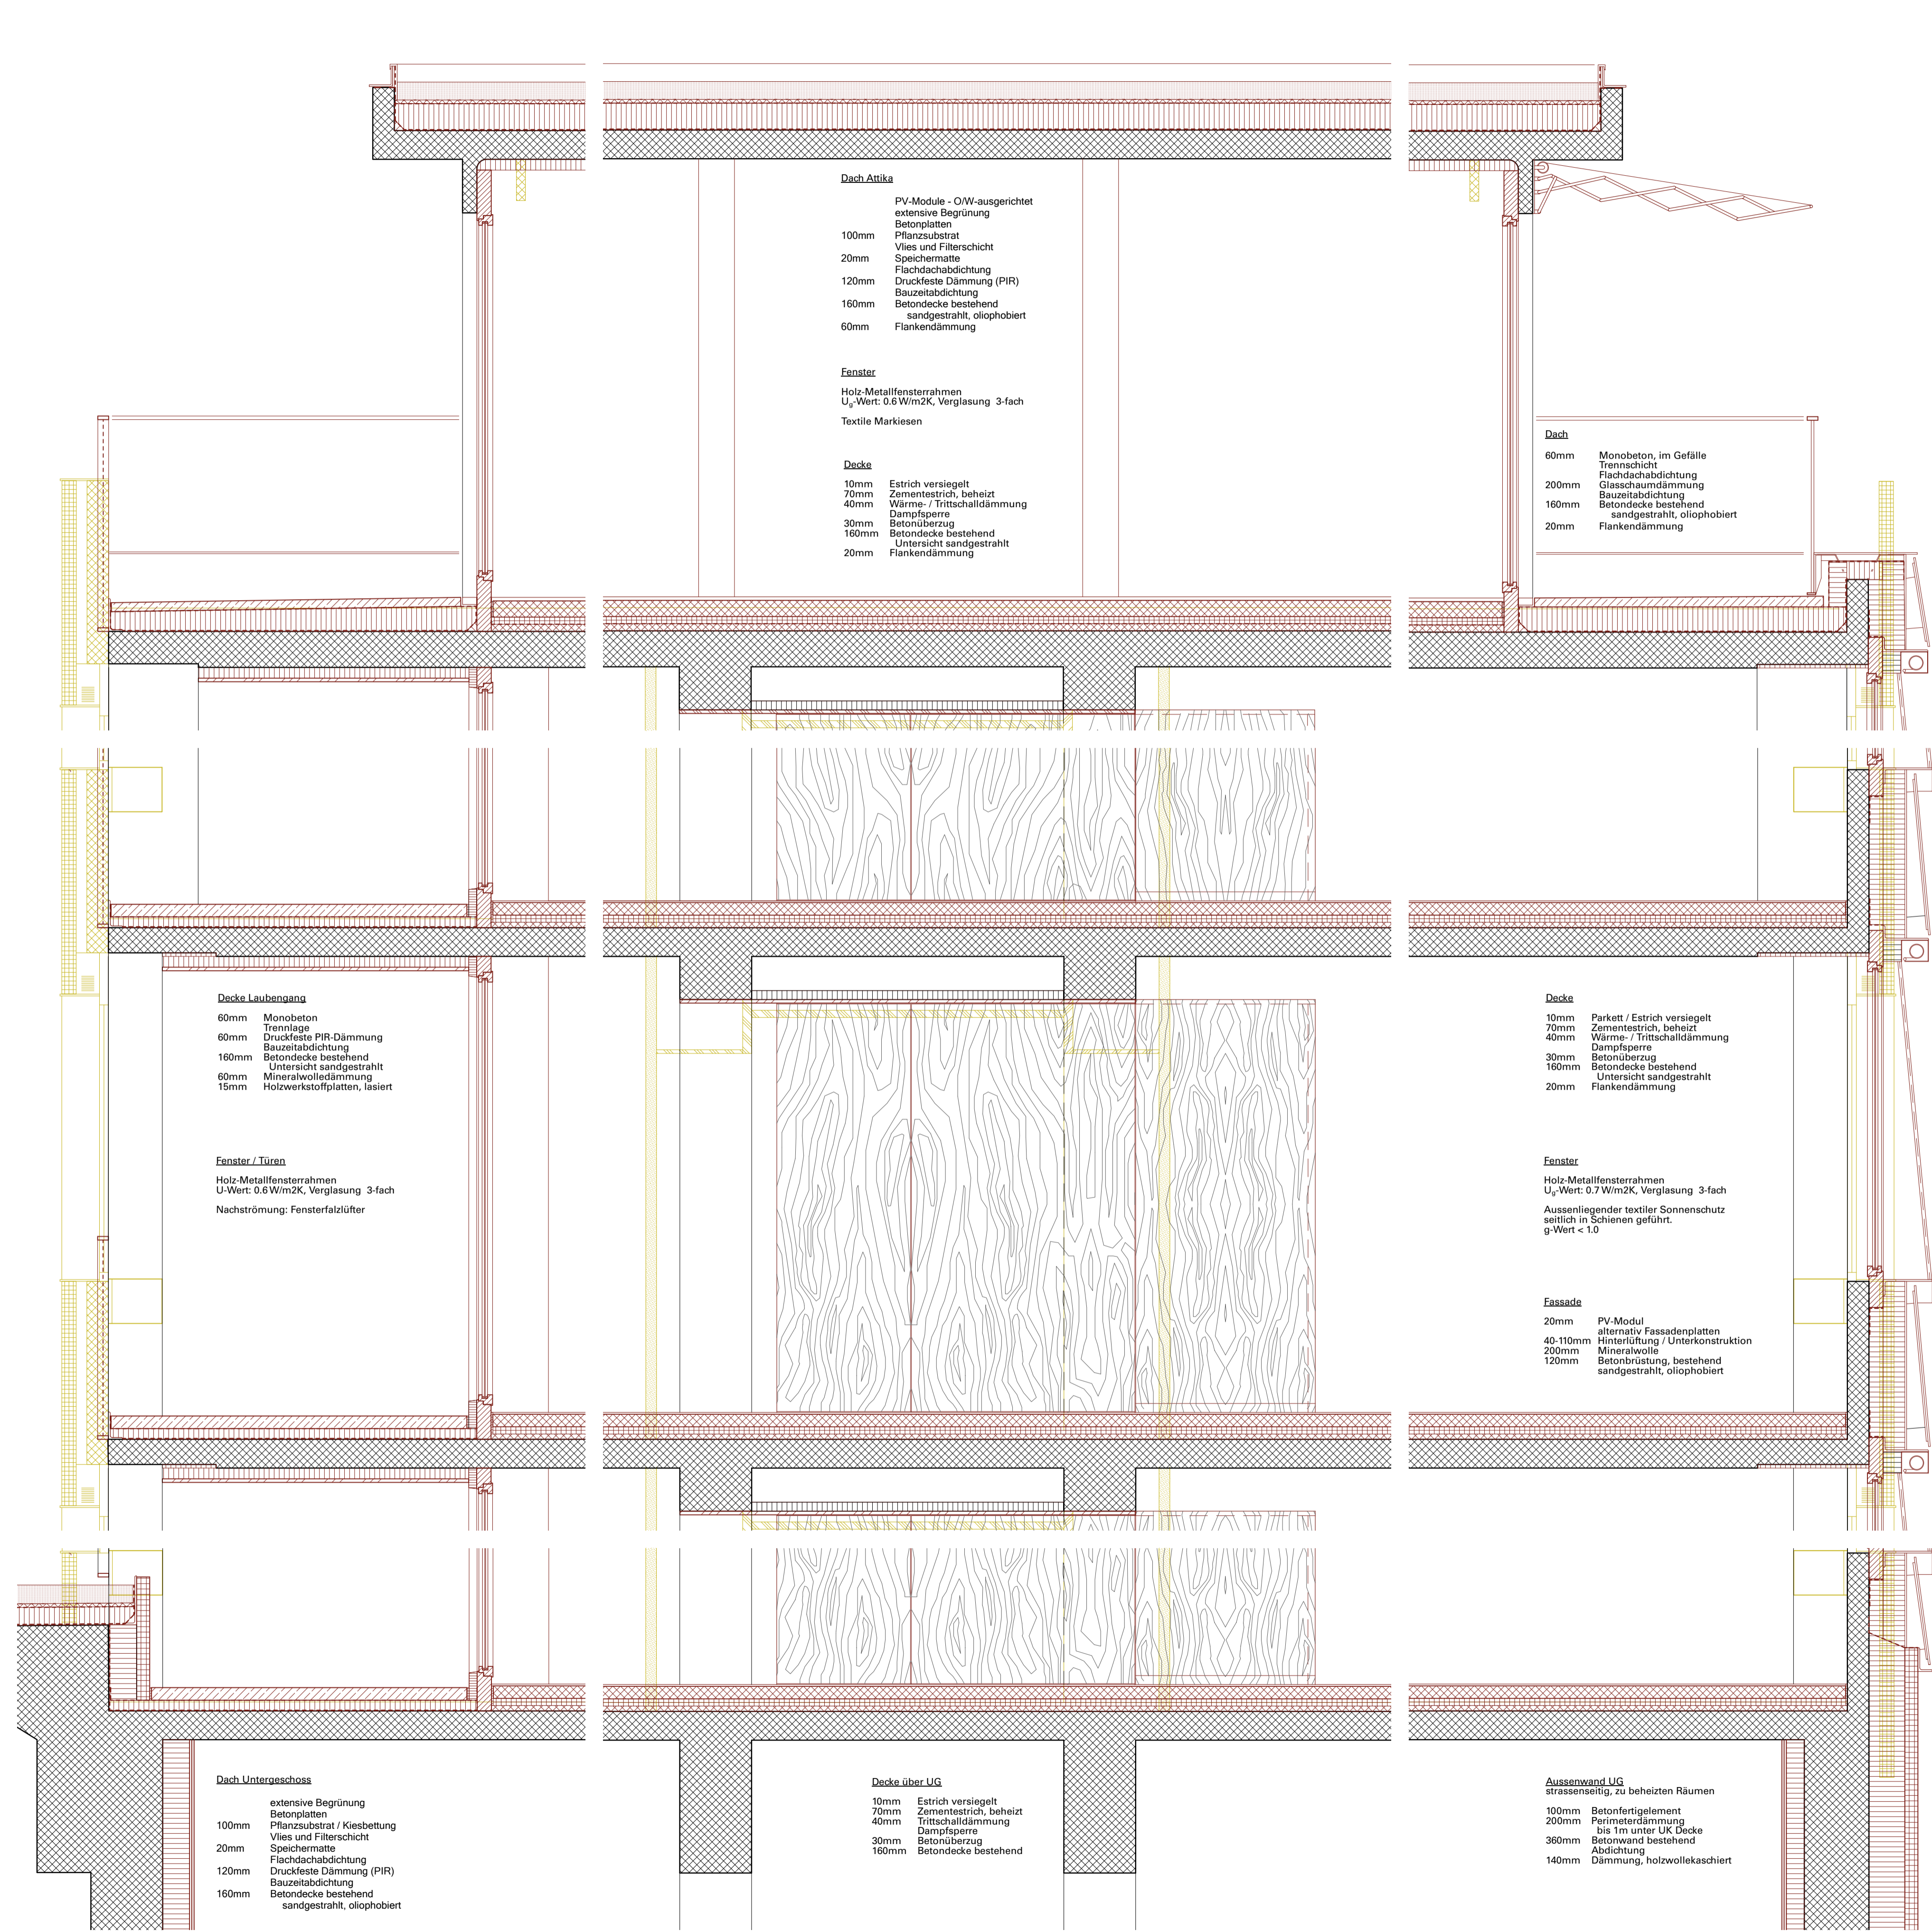 Dach Attika
PV-Module - O/W-ausgerichtet
extensive Begrünung
Betonplatten
100mm Pflanzsubstrat
Vlies und Filterschicht
20mm Speichermatte
Flachdachabdichtung
120mm Druckfeste Dämmung (PIR)
Bauzeitabdichtung
160mm Betondecke bestehend
sandgestrahlt, oliophobiert
60mm Flankendämmung
Fenster
Holz-Metallfensterrahmen
Ug-Wert: 0.6 W/m2K, Verglasung 3-fach
Textile Markiesen
Decke
10mm Estrich versiegelt
70mm Zementestrich, beheizt
40mm Wärme- / Trittschalldämmung
Dampfsperre
30mm Betonüberzug
160mm Betondecke bestehend
Untersicht sandgestrahlt
20mm Flankendämmung
Dach
60mm Monobeton, im Gefälle
Trennschicht
Flachdachabdichtung
200mm Glasschaumdämmung
Bauzeitabdichtung
160mm Betondecke bestehend
sandgestrahlt, oliophobiert
20mm Flankendämmung
Decke Laubengang
60mm Monobeton
Trennlage
60mm Druckfeste PIR-Dämmung
Bauzeitabdichtung
160mm Betondecke bestehend
Untersicht sandgestrahlt
60mm Mineralwolledämmung
15mm Holzwerkstoffplatten, lasiert
Fenster / Türen
Holz-Metallfensterrahmen
U-Wert: 0.6 W/m2K, Verglasung 3-fach
Nachströmung: Fensterfalzlüfter
Decke
10mm Parkett / Estrich versiegelt
70mm Zementestrich, beheizt
40mm Wärme- / Trittschalldämmung
Dampfsperre
30mm Betonüberzug
160mm Betondecke bestehend
Untersicht sandgestrahlt
20mm Flankendämmung
Fenster
Holz-Metallfensterrahmen
Ug-Wert: 0.7 W/m2K, Verglasung 3-fach
Aussenliegender textiler Sonnenschutz
seitlich in Schienen geführt.
g-Wert < 1.0
Fassade
20mm PV-Modul
alternativ Fassadenplatten
40-110mm Hinterlüftung / Unterkonstruktion
200mm Mineralwolle
120mm Betonbrüstung, bestehend
sandgestrahlt, oliophobiert
Dach Untergeschoss
extensive Begrünung
Betonplatten
100mm Pflanzsubstrat / Kiesbettung
Vlies und Filterschicht
20mm Speichermatte
Flachdachabdichtung
120mm Druckfeste Dämmung (PIR)
Bauzeitabdichtung
160mm Betondecke bestehend
sandgestrahlt, oliophobiert
Decke über UG
10mm Estrich versiegelt
70mm Zementestrich, beheizt
40mm Trittschalldämmung
Dampfsperre
30mm Betonüberzug
160mm Betondecke bestehend
Aussenwand UG
strassenseitig, zu beheizten Räumen
100mm Betonfertigelement
200mm Perimeterdämmung
bis 1m unter UK Decke
360mm Betonwand bestehend
Abdichtung
140mm Dämmung, holzwollekaschiert